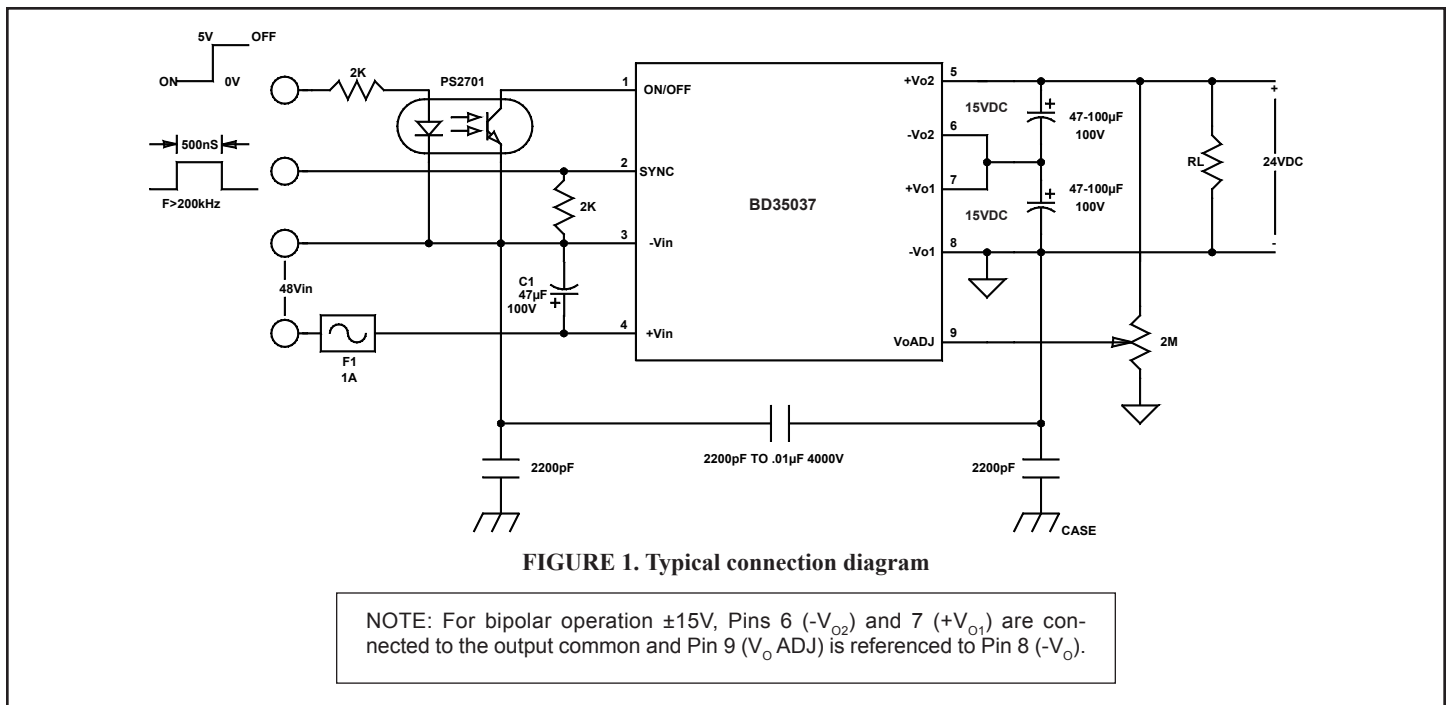 5V OFF
ON 0V
2K
PS2701
1 ON/OFF
500nS
F>200kHz
2 SYNC
2K
3 -Vin
C1
47µF
100V
48Vin
4 +Vin
F1
1A
BD35037
+Vo2 5
15VDC
47-100µF
100V
-Vo2 6
+Vo1 7
15VDC
47-100µF
100V
-Vo1 8
RL
+
24VDC
-
VoADJ 9
2M
2200pF
2200pF TO .01µF 4000V
2200pF
CASE
FIGURE 1. Typical connection diagram
NOTE: For bipolar operation ±15V, Pins 6 (-VO2) and 7 (+VO1) are con-
nected to the output common and Pin 9 (VO ADJ) is referenced to Pin 8 (-VO).